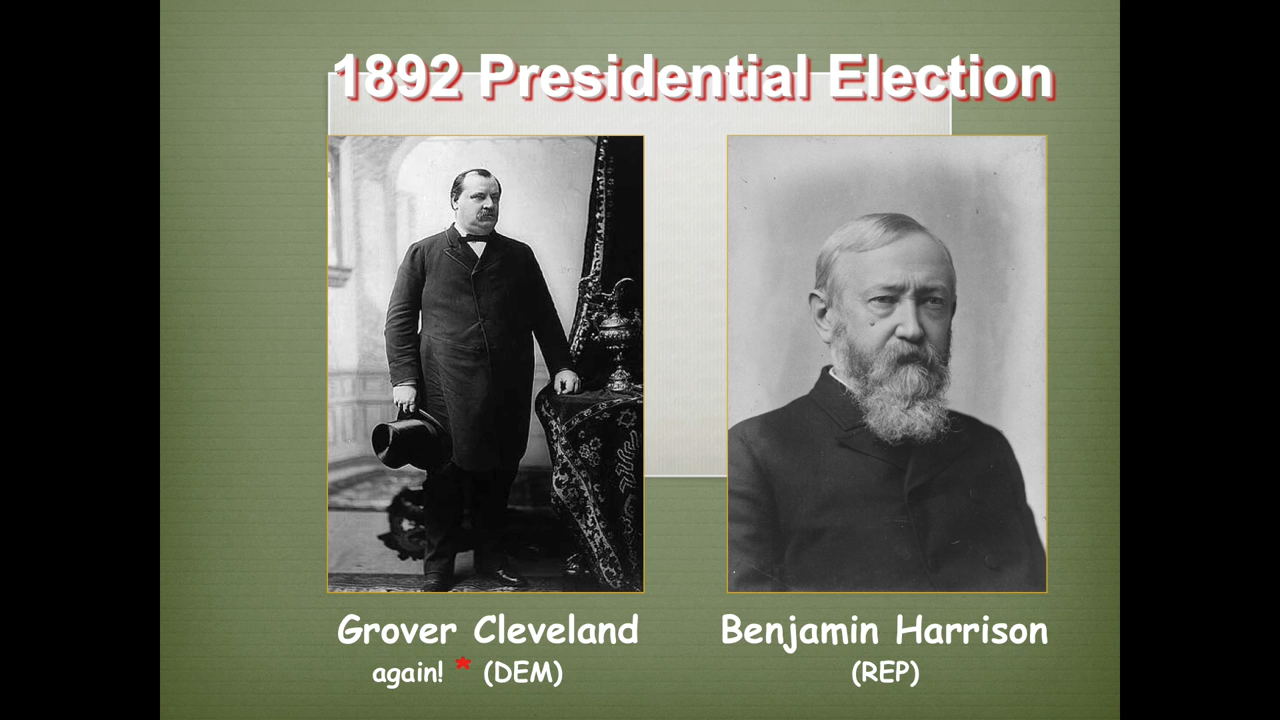 1892 Presidential Election
Grover Cleveland
again! * (DEM)
Benjamin Harrison
(REP)